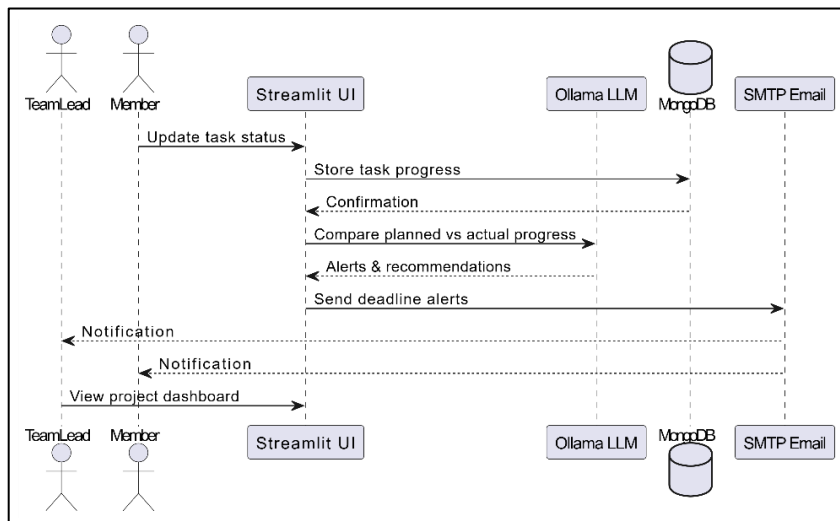 TeamLead
Member
Streamlit UI
Ollama LLM
MongoDB
SMTP Email
Update task status
Store task progress
Confirmation
Compare planned vs actual progress
Alerts & recommendations
Send deadline alerts
Notification
Notification
View project dashboard
TeamLead
Member
Streamlit UI
Ollama LLM
MongoDB
SMTP Email